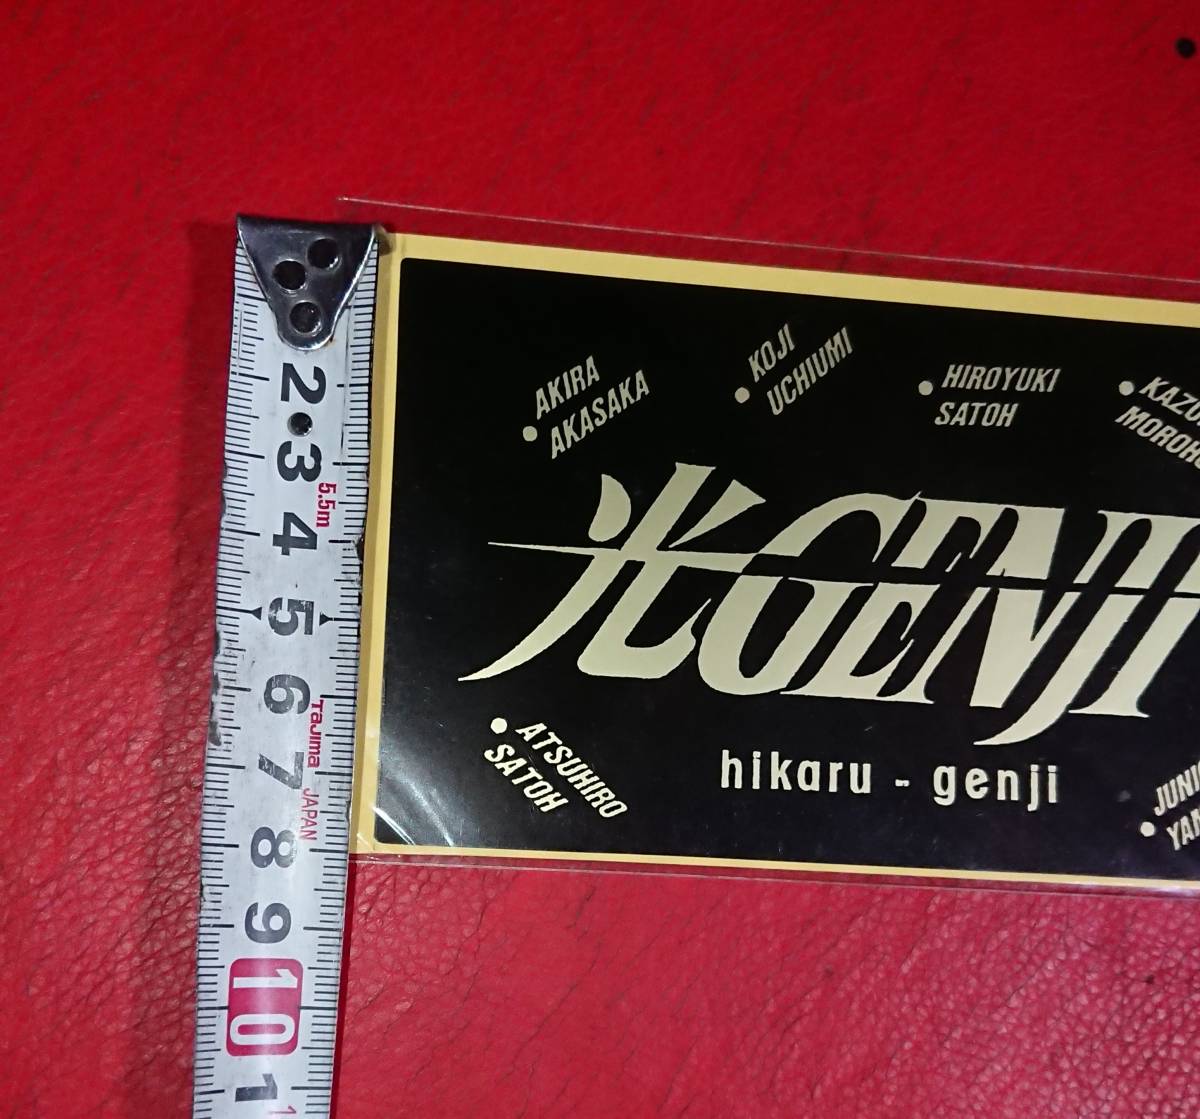 AKIRA
AKASAKA
KOJI
UCHIUMI
HIROYUKI
SATOH
光GENJI
ATSUHIRO
SATOH
hikaru - genji
2
3
5.5m
4
5
6
Tajima
7
JAPAN
8
9
10
1